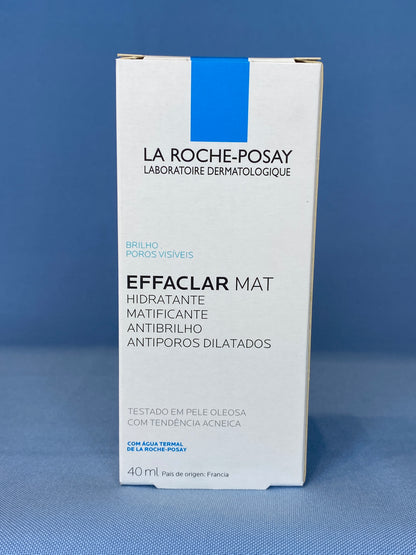 LA ROCHE-POSAY
LABORATOIRE DERMATOLOGIQUE
BRILHO
POROS VISÍVEIS
EFFACLAR MAT
HIDRATANTE
MATIFICANTE
ANTIBRILHO
ANTIPOROS DILATADOS
TESTADO EM PELE OLEOSA
COM TENDÊNCIA ACNEICA
COM ÁGUA TERMAL
DE LA ROCHE-POSAY
40 ml País de origen: Francia